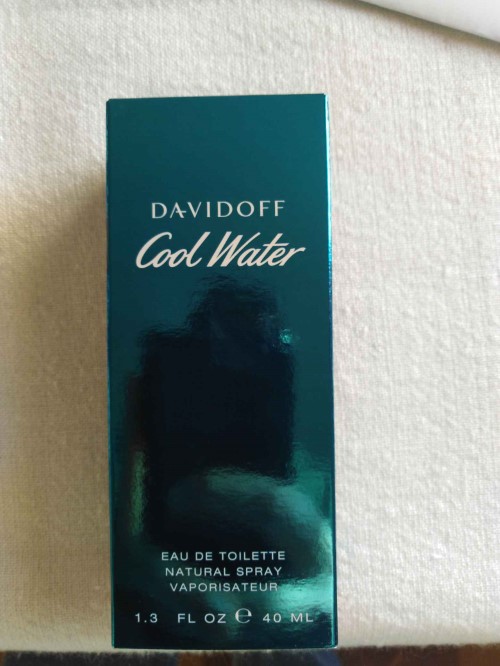 DAVIDOFF
Cool Water
EAU DE TOILETTE
NATURAL SPRAY
VAPORISATEUR
1.3 FL OZ ℮ 40 ML